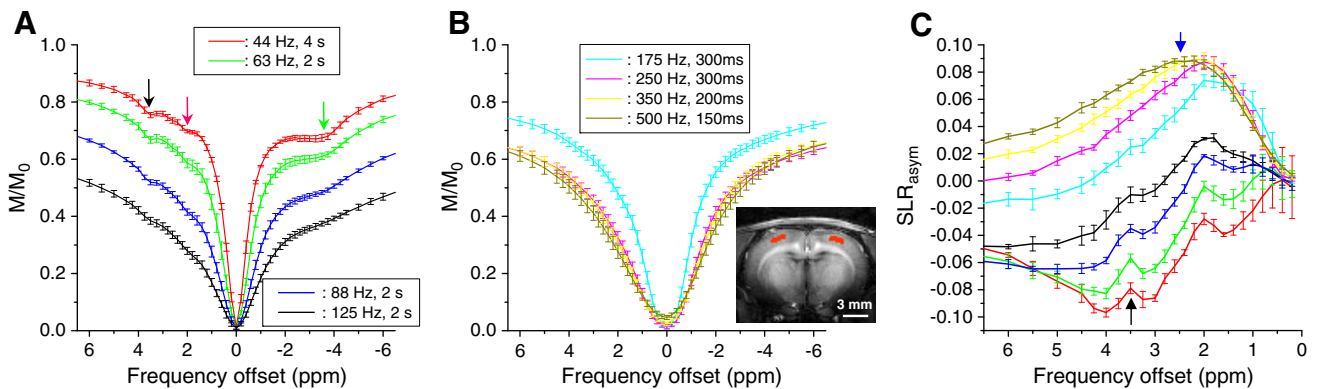 A
: 44 Hz, 4 s
: 63 Hz, 2 s
: 88 Hz, 2 s
: 125 Hz, 2 s
M/M0
1.0
0.8
0.6
0.4
0.2
0.0
6 4 2 0 -2 -4 -6
Frequency offset (ppm)
B
: 175 Hz, 300ms
: 250 Hz, 300ms
: 350 Hz, 200ms
: 500 Hz, 150ms
M/M0
1.0
0.8
0.6
0.4
0.2
0.0
3 mm
6 4 2 0 -2 -4 -6
Frequency offset (ppm)
C
SLRasym
0.10
0.08
0.06
0.04
0.02
0.00
-0.02
-0.04
-0.06
-0.08
-0.10
6 5 4 3 2 1 0
Frequency offset (ppm)